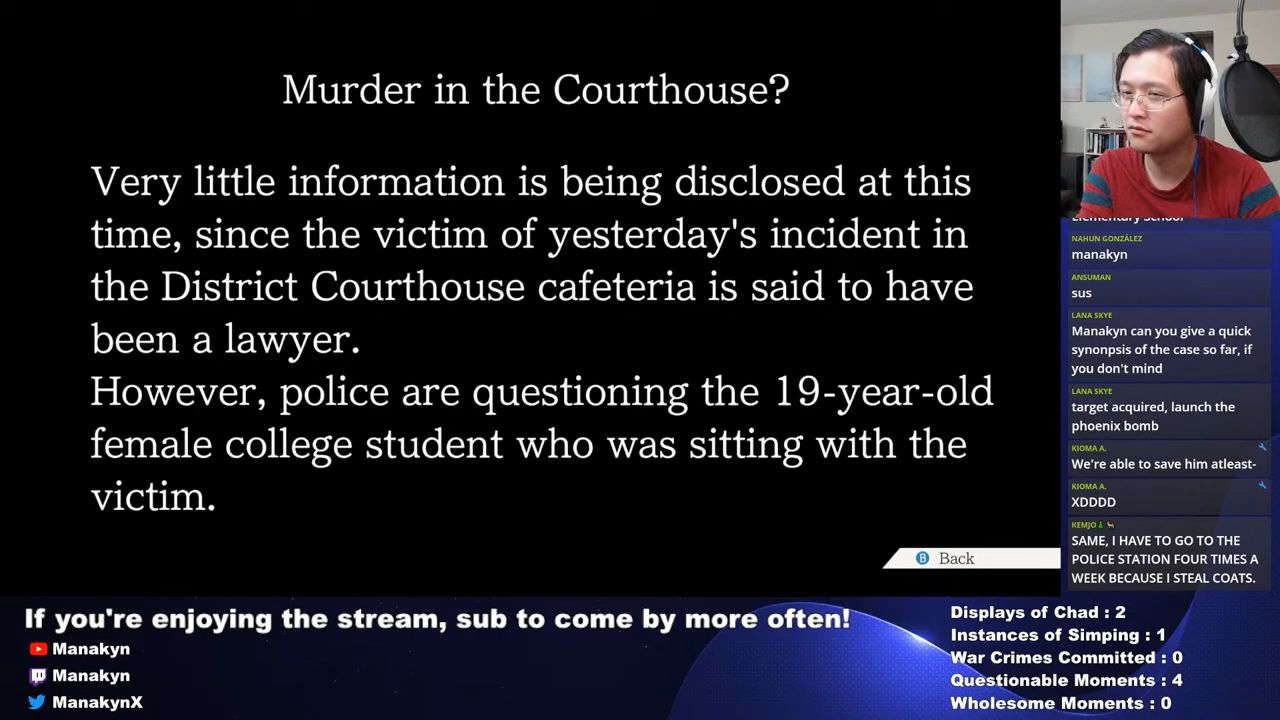 Murder in the Courthouse?
Very little information is being disclosed at this
time, since the victim of yesterday's incident in
the District Courthouse cafeteria is said to have
been a lawyer.
However, police are questioning the 19-year-old
female college student who was sitting with the
victim.
B Back
Elementary School
NAHUN GONZÁLEZ
manakyn
ANSUMAN
sus
LANA SKYE
Manakyn can you give a quick
synonpsis of the case so far, if
you don't mind
LANA SKYE
target acquired, launch the
phoenix bomb
KIOMA A.
We're able to save him atleast-
KIOMA A.
XDDDD
KEMJO
SAME, I HAVE TO GO TO THE
POLICE STATION FOUR TIMES A
WEEK BECAUSE I STEAL COATS.
If you're enjoying the stream, sub to come by more often!
Manakyn
Manakyn
ManakynX
Displays of Chad : 2
Instances of Simping : 1
War Crimes Committed : 0
Questionable Moments : 4
Wholesome Moments : 0